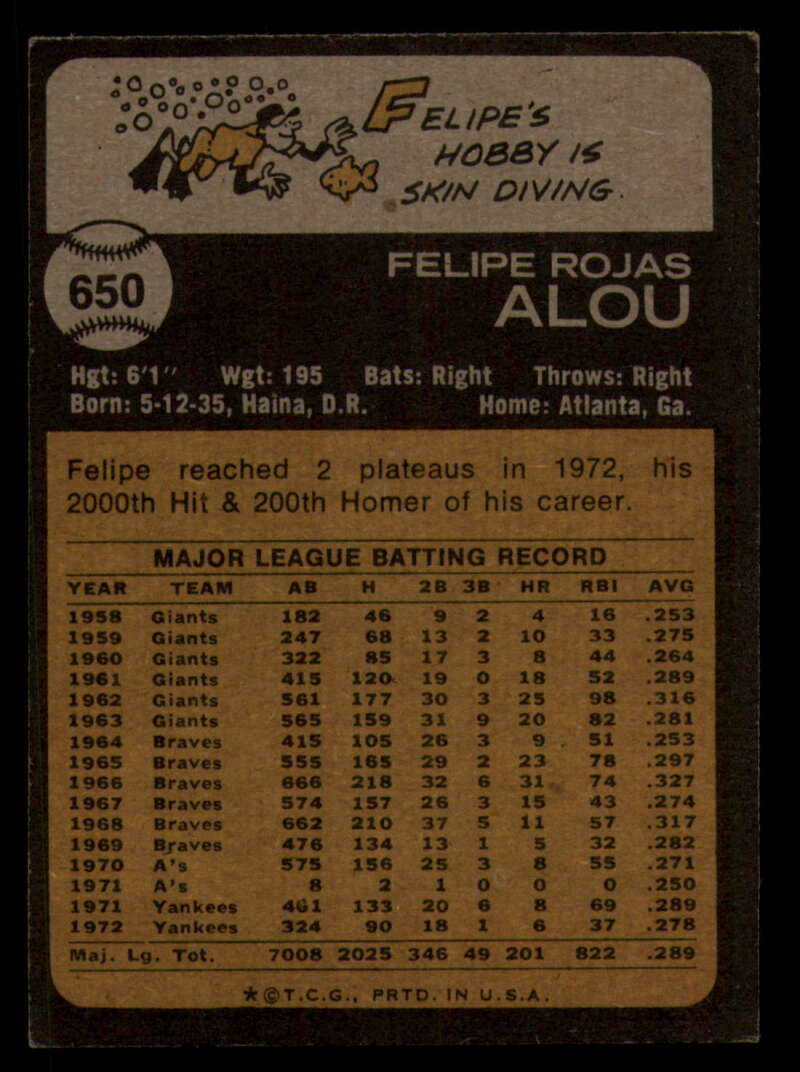 FELIPE'S
HOBBY IS
SKIN DIVING.
650
FELIPE ROJAS
ALOU
Hgt: 6'1" Wgt: 195 Bats: Right Throws: Right
Born: 5-12-35, Haina, D.R. Home: Atlanta, Ga.
Felipe reached 2 plateaus in 1972, his
2000th Hit & 200th Homer of his career.
MAJOR LEAGUE BATTING RECORD
YEAR TEAM AB H 2B 3B HR RBI AVG
1958 Giants 182 46 9 2 4 16 .253
1959 Giants 247 68 13 2 10 33 .275
1960 Giants 322 85 17 3 8 44 .264
1961 Giants 415 120 19 0 18 52 .289
1962 Giants 561 177 30 3 25 98 .316
1963 Giants 565 159 31 9 20 82 .281
1964 Braves 415 105 26 3 9 51 .253
1965 Braves 555 165 29 2 23 78 .297
1966 Braves 666 218 32 6 31 74 .327
1967 Braves 574 157 26 3 15 43 .274
1968 Braves 662 210 37 5 11 57 .317
1969 Braves 476 134 13 1 5 32 .282
1970 A's 575 156 25 3 8 55 .271
1971 A's 8 2 1 0 0 0 .250
1971 Yankees 461 133 20 6 8 69 .289
1972 Yankees 324 90 18 1 6 37 .278
Maj. Lg. Tot. 7008 2025 346 49 201 822 .289
★©T.C.G., PRTD. IN U.S.A.